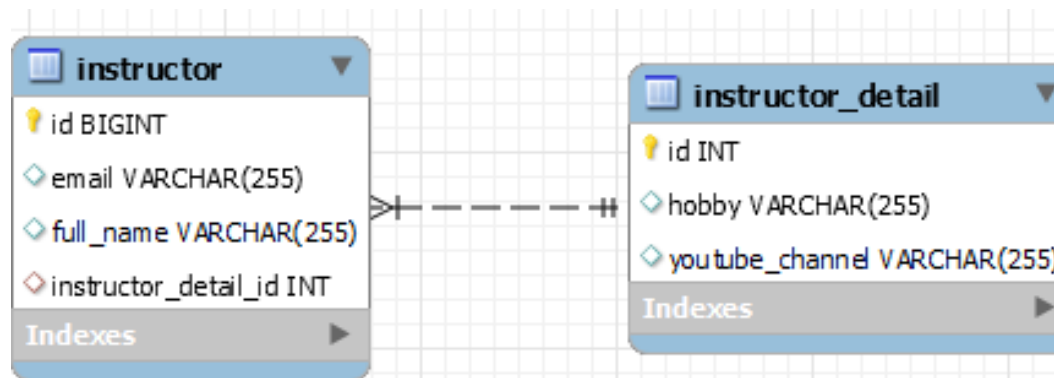 instructor
id BIGINT
email VARCHAR(255)
full_name VARCHAR(255)
instructor_detail_id INT
Indexes
instructor_detail
id INT
hobby VARCHAR(255)
youtube_channel VARCHAR(255)
Indexes